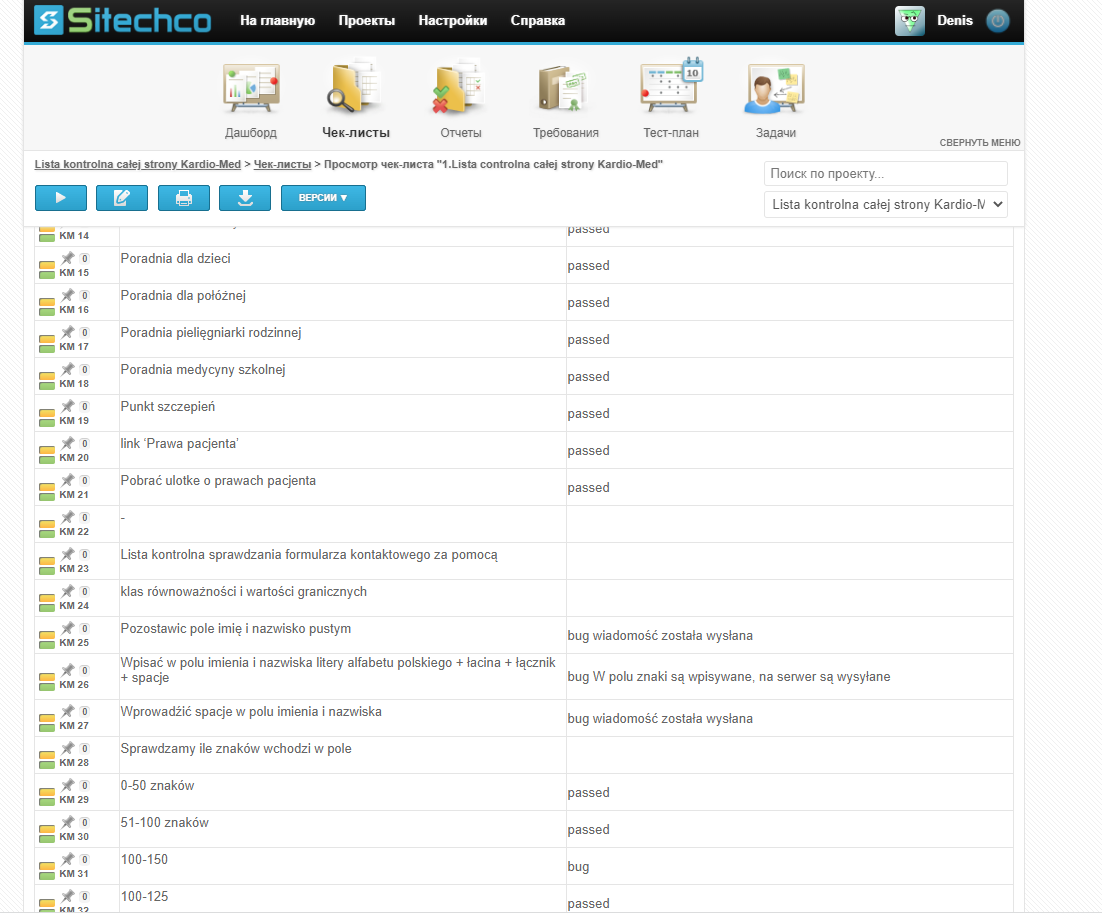 Sitechco На главную Проекты Настройки Справка Denis
10
Дашборд Чек-листы Отчеты Требования Тест-план Задачи
СВЕРНУТЬ МЕНЮ
Lista kontrolna całej strony Kardio-Med > Чек-листы > Просмотр чек-листа "1.Lista controlna całej strony Kardio-Med"
Поиск по проекту...
ВЕРСИИ ▼
Lista kontrolna całej strony Kardio-M
KM 14 passed
0 KM 15 Poradnia dla dzieci passed
0 KM 16 Poradnia dla połóżnej passed
0 KM 17 Poradnia pielięgniarki rodzinnej passed
0 KM 18 Poradnia medycyny szkolnej passed
0 KM 19 Punkt szczepień passed
0 KM 20 link ‘Prawa pacjenta’ passed
0 KM 21 Pobrać ulotke o prawach pacjenta passed
0 KM 22 -
0 KM 23 Lista kontrolna sprawdzania formularza kontaktowego za pomocą
0 KM 24 klas równoważności i wartości granicznych
0 KM 25 Pozostawic pole imię i nazwisko pustym bug wiadomość została wysłana
0 KM 26 Wpisać w polu imienia i nazwiska litery alfabetu polskiego + łacina + łącznik
+ spacje bug W polu znaki są wpisywane, na serwer są wysyłane
0 KM 27 Wprowadźić spacje w polu imienia i nazwiska bug wiadomość została wysłana
0 KM 28 Sprawdzamy ile znaków wchodzi w pole
0 KM 29 0-50 znaków passed
0 KM 30 51-100 znaków passed
0 KM 31 100-150 bug
0 KM 32 100-125 passed